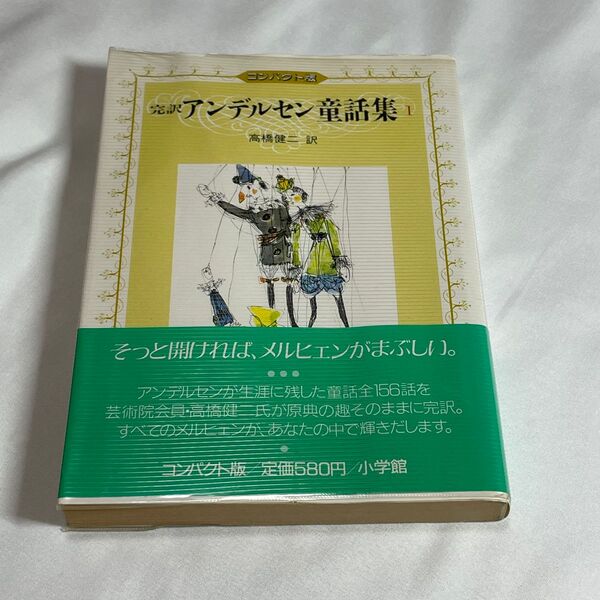 コンパクト版
完訳 アンデルセン童話集 1
高橋健二 訳
そっと開ければ、メルヒェンがまぶしい。
アンデルセンが生涯に残した童話全156話を
芸術院会員・高橋健二氏が原典の趣そのままに完訳。
すべてのメルヒェンが、あなたの中で輝きだします。
コンパクト版/定価580円/小学館